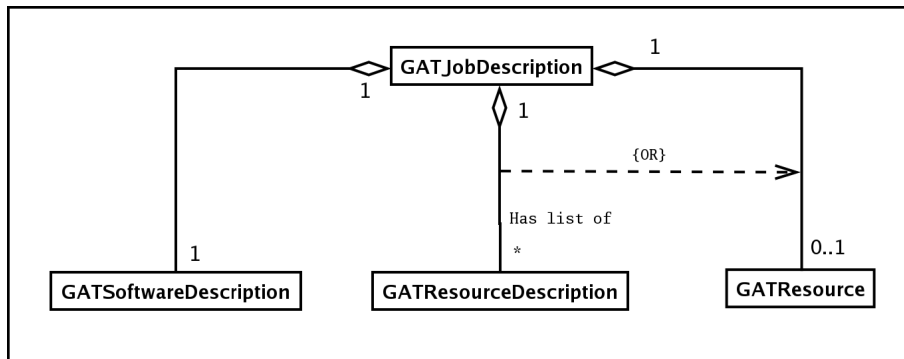 1
GATJobDescription
1
1
{OR}
Has list of
1
*
0..1
GATSoftwareDescription
GATResourceDescription
GATResource